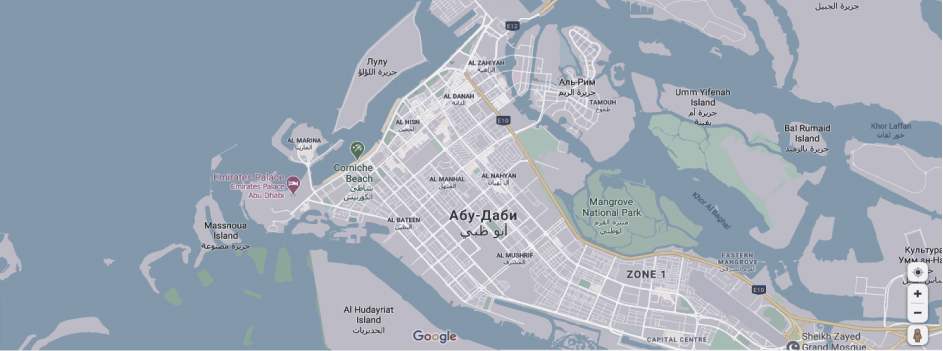 جزيرة الجبيل
E12
Лулу
جزيرة اللؤلؤ
AL ZAHIYAH
الزاهية
Аль-Рим
جزيرة الريم
AL DANAH
الدانة
TAMOUH
طموح
Umm Yifenah
Island
جزيرة أم
يفينة
E10
AL HISN
الحصن
Bal Rumaid
Island
جزيرة بالرميد
Khor Laffan
خور لفان
AL MARINA
المارينا
Corniche
Beach
شاطئ
الكورنيش
Emirates Palace
Emirates Palace
Abu Dhabi
AL MANHAL
المنهل
AL NAHYAN
آل نهيان
Mangrove
National Park
متنزه القرم
الوطني
Khor Al Baghal
Абу-Даби
أبو ظبي
AL BATEEN
البطين
Massnoua
Island
جزيرة مصنوعة
AL MUSHRIF
المشرف
EASTERN
MANGROVE
القرم الشرقي
Культура
Умм ан-На
ZONE 1
E10
Al Hudayriat
Island
الحديريات
Google
CAPITAL CENTRE
Sheikh Zayed
Grand Mosque